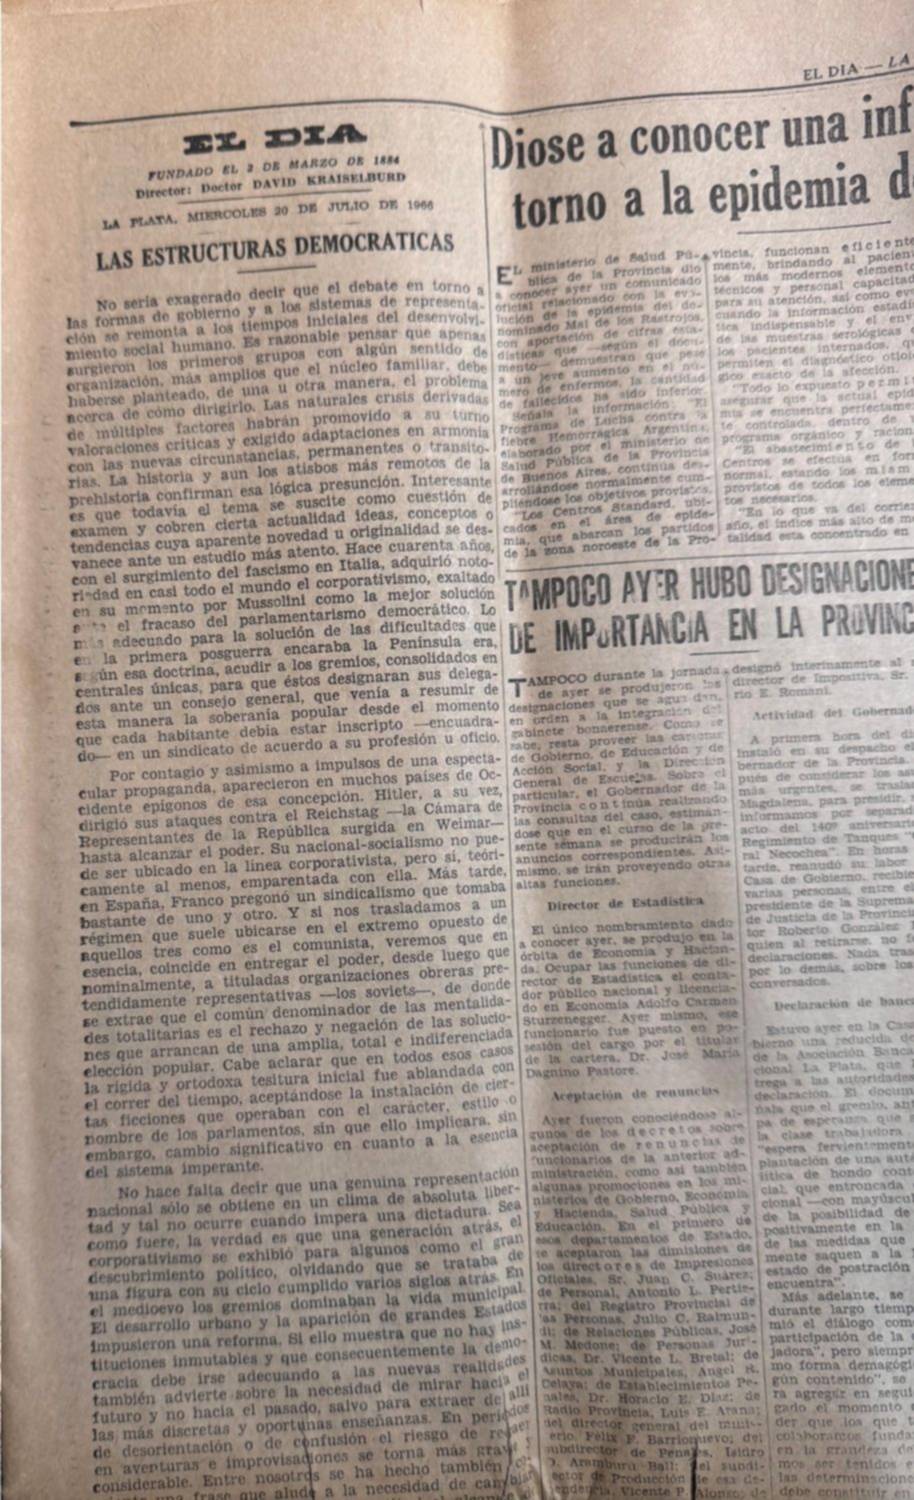 EL DIA — LA
EL DIA
FUNDADO EL 2 DE MARZO DE 1884
Director: Doctor DAVID KRAISELBURD
LA PLATA, MIERCOLES 20 DE JULIO DE 1966
LAS ESTRUCTURAS DEMOCRATICAS
No sería exagerado decir que el debate en torno a
las formas de gobierno y a los sistemas de representa-
ción se remonta a los tiempos iniciales del desenvolvi-
miento social humano. Es razonable pensar que apenas
surgieron los primeros grupos con algún sentido de
organización, más amplios que el núcleo familiar, debe
haberse planteado, de una u otra manera, el problema
acerca de cómo dirigirlo. Las naturales crisis derivadas
de múltiples factores habrán promovido a su turno
valoraciones críticas y exigido adaptaciones en armonía
con las nuevas circunstancias, permanentes o transito-
rias. La historia y aun los atisbos más remotos de la
prehistoria confirman esa lógica presunción. Interesante
es que todavía el tema se suscite como cuestión de
examen y cobren cierta actualidad ideas, conceptos o
tendencias cuya aparente novedad u originalidad se des-
vanece ante un estudio más atento. Hace cuarenta años,
con el surgimiento del fascismo en Italia, adquirió noto-
riedad en casi todo el mundo el corporativismo, exaltado
en su momento por Mussolini como la mejor solución
el fracaso del parlamentarismo democrático. Lo
más adecuado para la solución de las dificultades que
en la primera posguerra encaraba la Península era,
según esa doctrina, acudir a los gremios, consolidados en
centrales únicas, para que éstos designaran sus delega-
dos ante un consejo general, que venía a resumir de
esta manera la soberanía popular desde el momento
que cada habitante debía estar inscripto —encuadra-
do— en un sindicato de acuerdo a su profesión u oficio.
Por contagio y asimismo a impulsos de una especta-
cular propaganda, aparecieron en muchos países de Oc-
cidente epígonos de esa concepción. Hitler, a su vez,
dirigió sus ataques contra el Reichstag —la Cámara de
Representantes de la República surgida en Weimar—
hasta alcanzar el poder. Su nacional-socialismo no pue-
de ser ubicado en la línea corporativista, pero sí, teóri-
camente al menos, emparentada con ella. Más tarde,
en España, Franco pregonó un sindicalismo que tomaba
bastante de uno y otro. Y si nos trasladamos a un
régimen que suele ubicarse en el extremo opuesto de
aquellos tres como es el comunista, veremos que en
esencia, coincide en entregar el poder, desde luego que
nominalmente, a tituladas organizaciones obreras pre-
tendidamente representativas —los soviets—, de donde
se extrae que el común denominador de las mentalida-
des totalitarias es el rechazo y negación de las solucio-
nes que arrancan de una amplia, total e indiferenciada
elección popular. Cabe aclarar que en todos esos casos
la rígida y ortodoxa tesitura inicial fue ablandada con
el correr del tiempo, aceptándose la instalación de cier-
tas ficciones que operaban con el carácter, estilo o
nombre de los parlamentos, sin que ello implicara, sin
embargo, cambio significativo en cuanto a la esencia
del sistema imperante.
No hace falta decir que una genuina representación
nacional sólo se obtiene en un clima de absoluta liber-
tad y tal no ocurre cuando impera una dictadura. Sea
como fuere, la verdad es que una generación atrás, el
corporativismo se exhibió para algunos como el gran
descubrimiento político, olvidando que se trataba de
una figura con su ciclo cumplido varios siglos atrás. En
el medioevo los gremios dominaban la vida municipal.
El desarrollo urbano y la aparición de grandes Estados
impusieron una reforma. Si ello muestra que no hay ins-
tituciones inmutables y que consecuentemente la demo-
cracia debe irse adecuando a las nuevas realidades
también advierte sobre la necesidad de mirar hacia el
futuro y no hacia el pasado, salvo para extraer de allí
las más discretas y oportunas enseñanzas. En períodos
de desorientación o de confusión el riesgo de
en aventuras e improvisaciones se torna más grave
considerable. Entre nosotros se ha hecho también
una frase que alude a la necesidad de
Diose a conocer una inf
torno a la epidemia d
EL ministerio de Salud Pú-
blica de la Provincia dio
a conocer ayer un comunicado
oficial relacionado con la evo-
lución de la epidemia del de-
nominado Mal de los Rastrojos,
con aportación de cifras esta-
dísticas que —según el docu-
mento— demuestran que pese
a un leve aumento en el nú-
mero de enfermos, la cantidad
de fallecidos ha sido inferior.
Señala la información: "El
Programa de Lucha contra la
fiebre Hemorrágica Argentina,
elaborado por el ministerio de
Salud Pública de la Provincia
de Buenos Aires, continúa des-
arrollándose normalmente cum-
pliéndose los objetivos provistos.
"Los Centros Standard, ubi-
cados en el área de epide-
mia, que abarcan los partidos
de la zona noroeste de la Pro-
vincia, funcionan eficiente
mente, brindando al pacien
los más modernos elemento
técnicos y personal capacitad
para su atención, así como
cuando la información estadí
tica indispensable y el env
de las muestras serológicas
los pacientes internados, qu
permiten el diagnóstico
gico exacto de la afección.
"Todo lo expuesto permi
asegurar que la actual epid
mia se encuentra perfectamen
te controlada, dentro de
programa orgánico y racion
"El abastecimiento de
Centros se efectúa en for
normal, estando los mism
provistos de todos los eleme
tos necesarios.
"En lo que va del corrie
año, el índice más alto de m
talidad esta concentrado en
TAMPOCO AYER HUBO DESIGNACIONE
DE IMPORTANCIA EN LA PROVINC
TAMPOCO durante la jornada
de ayer se produjeron las
designaciones que se aguardan,
en orden a la integración del
gabinete bonaerense. Como se
sabe, resta proveer las carteras
de Gobierno, de Educación y de
Acción Social, y la Dirección
General de Escuelas. Sobre el
particular, el Gobernador de la
Provincia continúa realizando
las consultas del caso, estimán-
dose que en el curso de la pre-
sente semana se producirán los
anuncios correspondientes. Asi-
mismo, se irán proveyendo otras
altas funciones.
Director de Estadística
El único nombramiento dado
a conocer ayer, se produjo en la
órbita de Economía y Hacien-
da. Ocupar las funciones de di-
rector de Estadística el conta-
dor público nacional y licencia-
do en Economía Adolfo Carmen
Sturzenegger. Ayer mismo, ese
funcionario fue puesto en po-
sesión del cargo por el titular
de la cartera, Dr. José María
Dagnino Pastore.
Aceptación de renuncias
Ayer fueron conociéndose al-
gunos de los decretos sobre
aceptación de renuncias de
funcionarios de la anterior ad-
ministración, como así también
algunas promociones en los mi-
nisterios de Gobierno, Economía
y Hacienda, Salud Pública y
Educación. En el primero de
esos departamentos de Estado,
se aceptaron las dimisiones de
los directores de Impresiones
Oficiales, Sr. Juan C. Suárez;
de Personal, Antonio L.
del Registro Provincial de
las Personas, Julio C. Raimun-
di; de Relaciones Públicas, José
M. Medone; de Personas Jurí-
dicas, Dr. Vicente L. Bretal; de
Asuntos Municipales, Angel R.
Celaya; de Establecimientos Pe-
nales, Dr. Horacio E. Díaz; de
Radio Provincia, Luis E. Arana;
del director general del minis-
terio, Félix F. Barrionuevo; del
subdirector de Penales, Isidro
Aramburu Ball; del
de Producción de esa de-
pendencia, Vicente P. Alonso; de
designó interinamente al
director de Impositiva, Sr.
rio E. Romani.
Actividad del Gobernad
A primera hora del di
instaló en su despacho e
bernador de la Provincia.
pués de considerar los as
más urgentes, se trasla
Magdalena, para presidir,
informamos por separad
acto del 140º aniversari
Regimiento de Tanques "
ral Necochea". En horas
tarde, reanudó su labor
Casa de Gobierno, recibie
varias personas, entre el
presidente de la Suprema
de Justicia de la Provinci
tor Roberto González
quien al retirarse, no f
declaraciones. Nada tras
por lo demás, sobre los
conversados.
Declaración de banc
Estuvo ayer en la Casa
bierno una reducida de
de la Asociación Banca
cional La Plata, que
trega a las autoridades
declaración. El docum
ñala que el gremio, ant
pas de esperanza que
la clase trabajadora
"espera fervientement
plantación de una auté
lítica de hondo cont
cial, que entroncada
cional —con mayúscul
de la posibilidad de
positivamente en la
de las medidas que
mente saquen a la
estado de postración
encuentra".
Más adelante, se
durante largo tiemp
mió el diálogo com
participación de la
jadora", pero siempr
mo forma demagógi
gún contenido", se
ra agregar en segui
gado el momento
der que los que t
colaboramos funda
en la grandeza de
mos ser tenidos e
las determinacione
debe constituir en